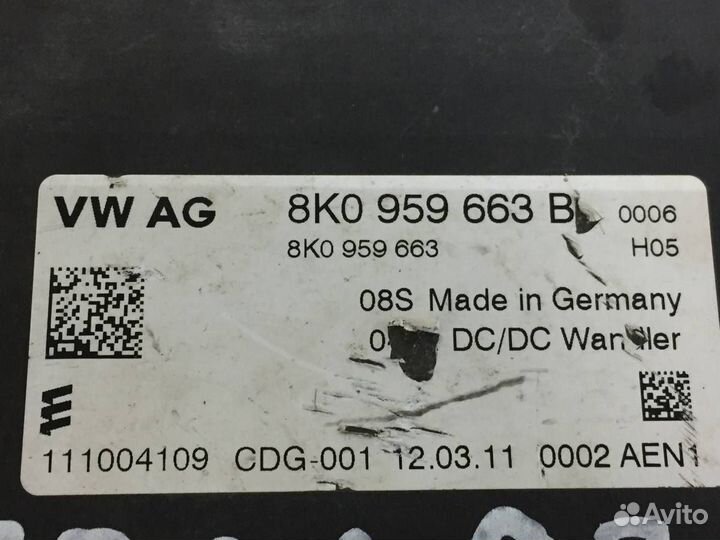 VW AG 8K0 959 663 B 0006
8K0 959 663 H05
08S Made in Germany
DC/DC
111004109 CDG-001 12.03.11 0002 AEN1
Avito